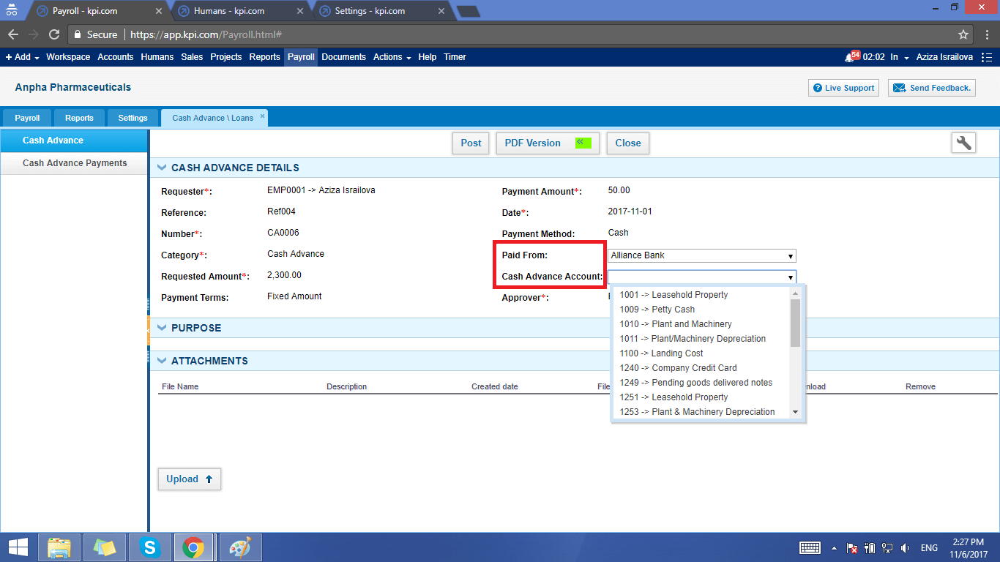 Payroll - kpi.com
Humans - kpi.com
Settings - kpi.com
Secure https://app.kpi.com/Payroll.html#
+ Add Workspace Accounts Humans Sales Projects Reports Payroll Documents Actions Help Timer 54 02:02 In Aziza Israilova
Anpha Pharmaceuticals
Live Support
Send Feedback.
Payroll Reports Settings Cash Advance \ Loans
Cash Advance
Cash Advance Payments
Post PDF Version Close
CASH ADVANCE DETAILS
Requester*: EMP0001 -> Aziza Israilova
Payment Amount*: 50.00
Reference: Ref004
Date*: 2017-11-01
Number*: CA0006
Payment Method: Cash
Category*: Cash Advance
Paid From: Alliance Bank
Requested Amount*: 2,300.00
Cash Advance Account:
Payment Terms: Fixed Amount
Approver*:
1001 -> Leasehold Property
1009 -> Petty Cash
1010 -> Plant and Machinery
1011 -> Plant/Machinery Depreciation
1100 -> Landing Cost
1240 -> Company Credit Card
1249 -> Pending goods delivered notes
1251 -> Leasehold Property
1253 -> Plant & Machinery Depreciation
PURPOSE
ATTACHMENTS
File Name Description Created date Remove
Upload
ENG
2:27 PM
11/6/2017